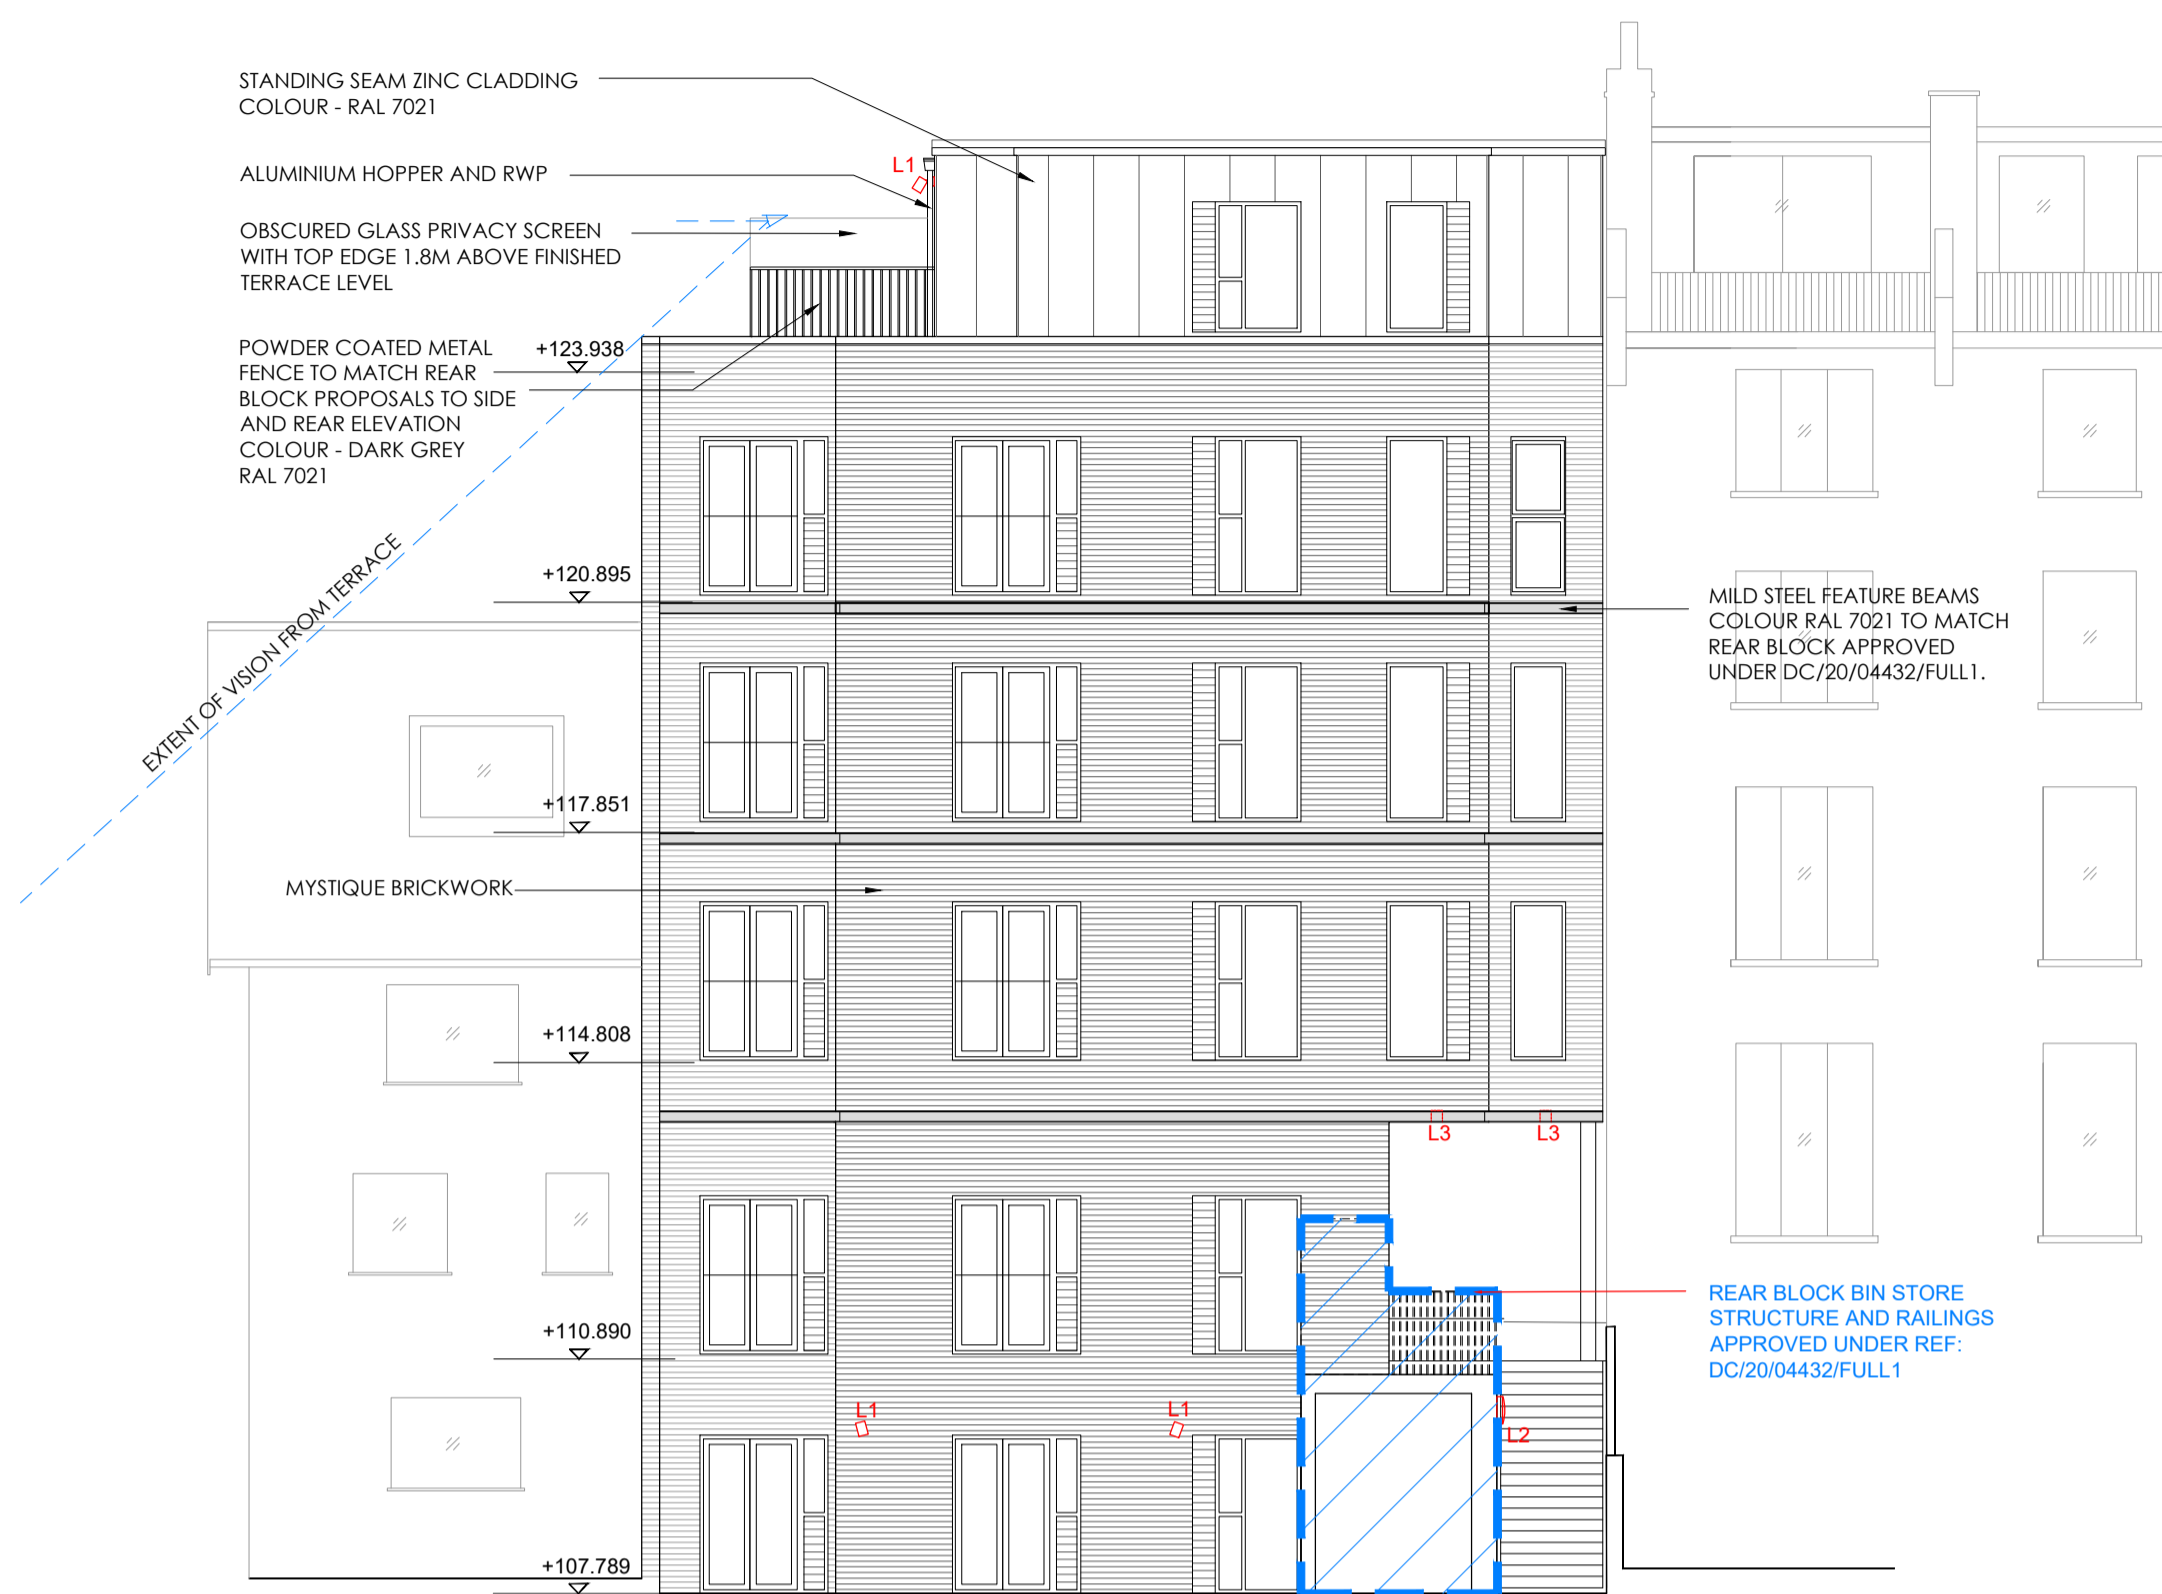 STANDING SEAM ZINC CLADDING
COLOUR - RAL 7021
L1
ALUMINIUM HOPPER AND RWP
OBSCURED GLASS PRIVACY SCREEN
WITH TOP EDGE 1.8M ABOVE FINISHED
TERRACE LEVEL
POWDER COATED METAL
FENCE TO MATCH REAR
BLOCK PROPOSALS TO SIDE
AND REAR ELEVATION
COLOUR - DARK GREY
RAL 7021
+123.938
EXTENT OF VISION FROM TERRACE
+120.895
MILD STEEL FEATURE BEAMS
COLOUR RAL 7021 TO MATCH
REAR BLOCK APPROVED
UNDER DC/20/04432/FULL1.
+117.851
MYSTIQUE BRICKWORK
+114.808
L3
L3
REAR BLOCK BIN STORE
STRUCTURE AND RAILINGS
APPROVED UNDER REF:
DC/20/04432/FULL1
+110.890
L1
L1
L2
+107.789